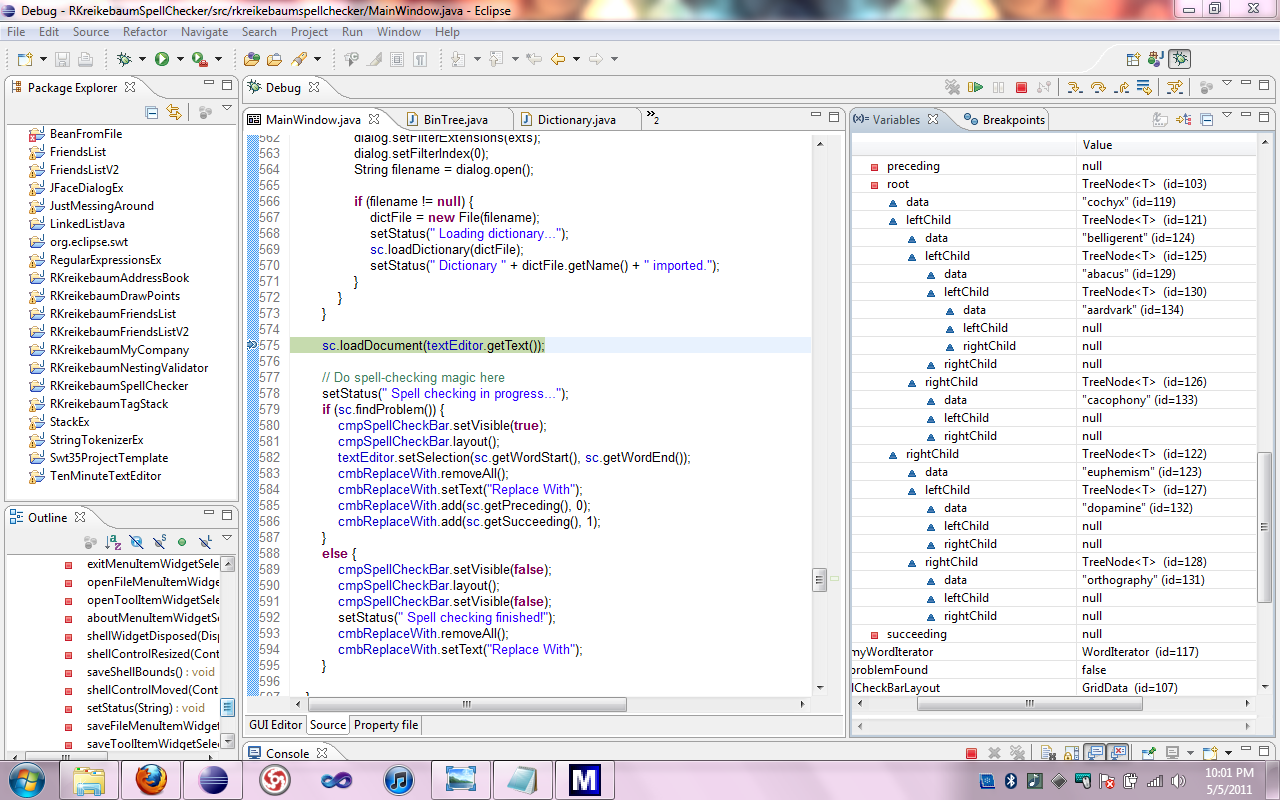 Debug - RKreikebaumSpellChecker/src/rkreikebaumspellchecker/MainWindow.java - Eclipse
File Edit Source Refactor Navigate Search Project Run Window Help
Package Explorer
BeanFromFile
FriendsList
FriendsListV2
JFaceDialogEx
JustMessingAround
LinkedListJava
org.eclipse.swt
RegularExpressionsEx
RKreikebaumAddressBook
RKreikebaumDrawPoints
RKreikebaumFriendsList
RKreikebaumFriendsListV2
RKreikebaumMyCompany
RKreikebaumNestingValidator
RKreikebaumSpellChecker
RKreikebaumTagStack
StackEx
StringTokenizerEx
Swt35ProjectTemplate
TenMinuteTextEditor
Outline
exitMenuItemWidgetSele
openFileMenuItemWidge
openToolItemWidgetSele
aboutMenuItemWidgetS
shellWidgetDisposed(Disp
shellControlResized(Cont
saveShellBounds() : void
shellControlMoved(Cont
setStatus(String) : void
saveFileMenuItemWidget
saveToolItemWidgetSele
Debug
MainWindow.java BinTree.java Dictionary.java »2
562 dialog.setFilterExtensions(exts);
563 dialog.setFilterIndex(0);
564 String filename = dialog.open();
565
566 if (filename != null) {
567 dictFile = new File(filename);
568 setStatus(" Loading dictionary...");
569 sc.loadDictionary(dictFile);
570 setStatus(" Dictionary " + dictFile.getName() + " imported.");
571 }
572 }
573 }
574
575 sc.loadDocument(textEditor.getText());
576
577 // Do spell-checking magic here
578 setStatus(" Spell checking in progress...");
579 if (sc.findProblem()) {
580 cmpSpellCheckBar.setVisible(true);
581 cmpSpellCheckBar.layout();
582 textEditor.setSelection(sc.getWordStart(), sc.getWordEnd());
583 cmbReplaceWith.removeAll();
584 cmbReplaceWith.setText("Replace With");
585 cmbReplaceWith.add(sc.getPreceding(), 0);
586 cmbReplaceWith.add(sc.getSucceeding(), 1);
587 }
588 else {
589 cmpSpellCheckBar.setVisible(false);
590 cmpSpellCheckBar.layout();
591 cmpSpellCheckBar.setVisible(false);
592 setStatus(" Spell checking finished!");
593 cmbReplaceWith.removeAll();
594 cmbReplaceWith.setText("Replace With");
595 }
596
597 }
GUI Editor Source Property file
Console
Variables Breakpoints
Value
preceding null
root TreeNode<T> (id=103)
data "cochyx" (id=119)
leftChild TreeNode<T> (id=121)
data "belligerent" (id=124)
leftChild TreeNode<T> (id=125)
data "abacus" (id=129)
leftChild TreeNode<T> (id=130)
data "aardvark" (id=134)
leftChild null
rightChild null
rightChild null
rightChild TreeNode<T> (id=126)
data "cacophony" (id=133)
leftChild null
rightChild null
rightChild TreeNode<T> (id=122)
data "euphemism" (id=123)
leftChild TreeNode<T> (id=127)
data "dopamine" (id=132)
leftChild null
rightChild null
rightChild TreeNode<T> (id=128)
data "orthography" (id=131)
leftChild null
rightChild null
succeeding null
myWordIterator WordIterator (id=117)
problemFound false
lCheckBarLayout GridData (id=107)
M
10:01 PM
5/5/2011